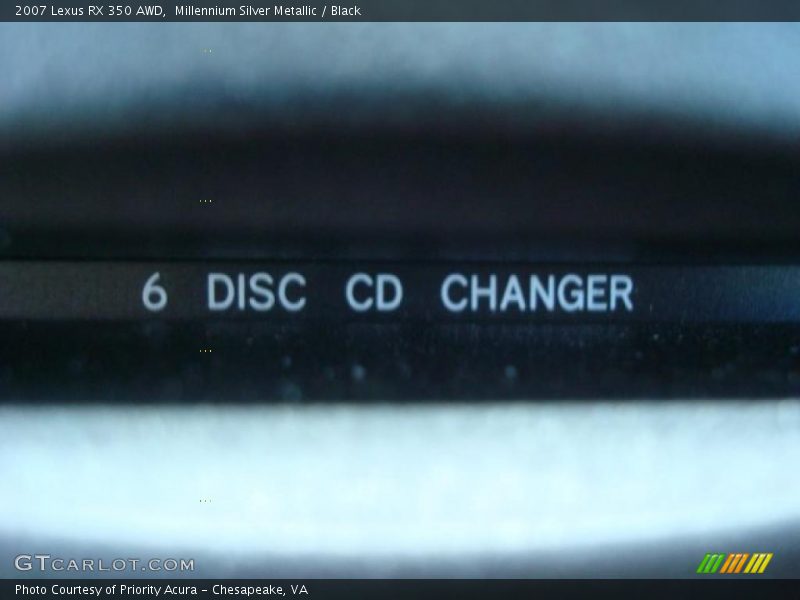 2007 Lexus RX 350 AWD, Millennium Silver Metallic / Black
6 DISC CD CHANGER
GTCARLOT.COM
Photo Courtesy of Priority Acura - Chesapeake, VA